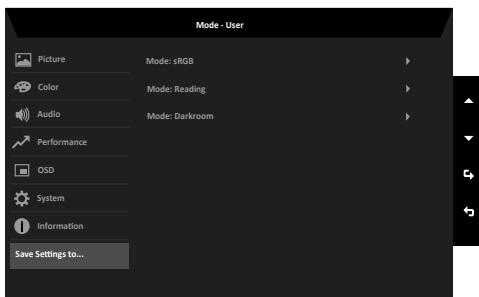 Mode - User
Picture
Mode: sRGB
Color
Mode: Reading
Audio
Mode: Darkroom
Performance
OSD
System
Information
Save Settings to...